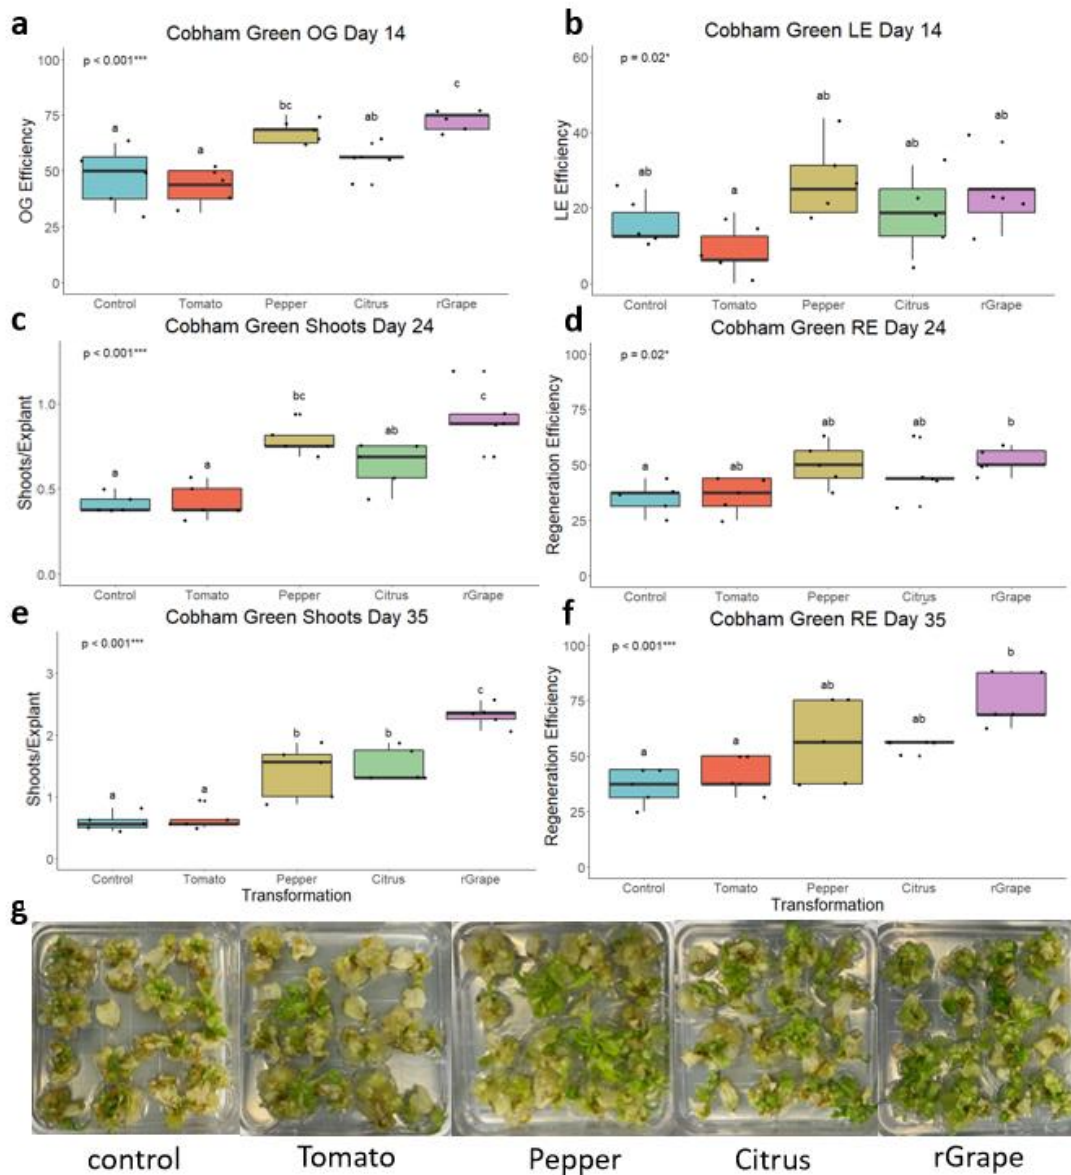 a
Cobham Green OG Day 14
p < 0.001***
OG Efficiency
100
75
50
25
0
a
a
bc
ab
c
Control Tomato Pepper Citrus rGrape
b
Cobham Green LE Day 14
p = 0.02*
LE Efficiency
60
40
20
0
ab
a
ab
ab
ab
Control Tomato Pepper Citrus rGrape
c
Cobham Green Shoots Day 24
p < 0.001***
Shoots/Explant
1.0
0.5
0.0
a
a
bc
ab
c
Control Tomato Pepper Citrus rGrape
d
Cobham Green RE Day 24
p = 0.02*
Regeneration Efficiency
100
75
50
25
0
a
ab
ab
ab
b
Control Tomato Pepper Citrus rGrape
e
Cobham Green Shoots Day 35
p < 0.001***
Shoots/Explant
3
2
1
0
a
a
b
b
c
Control Tomato Pepper Citrus rGrape
Transformation
f
Cobham Green RE Day 35
p < 0.001***
Regeneration Efficiency
100
75
50
25
0
a
a
ab
ab
b
Control Tomato Pepper Citrus rGrape
Transformation
g
control Tomato Pepper Citrus rGrape